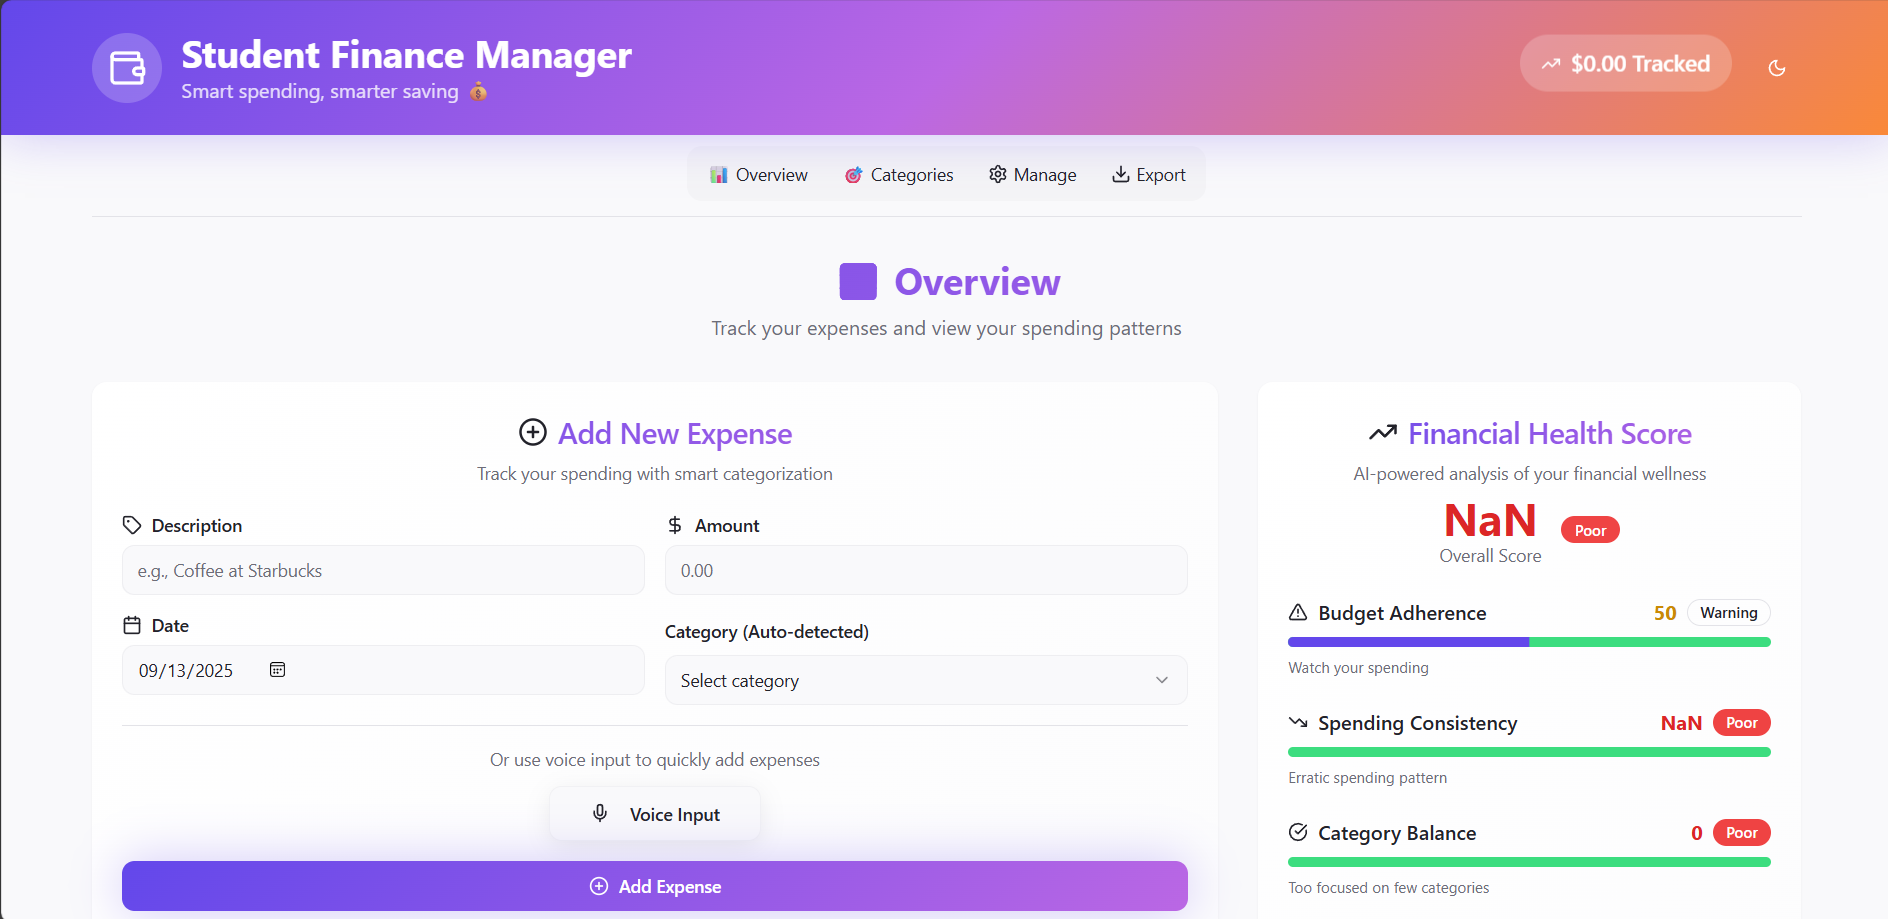 Student Finance Manager
Smart spending, smarter saving 💰
$0.00 Tracked
📊 Overview
🎯 Categories
Manage
Export
Overview
Track your expenses and view your spending patterns
Add New Expense
Track your spending with smart categorization
Description
e.g., Coffee at Starbucks
Amount
0.00
Date
09/13/2025
Category (Auto-detected)
Select category
Or use voice input to quickly add expenses
Voice Input
Add Expense
Financial Health Score
AI-powered analysis of your financial wellness
NaN Poor
Overall Score
Budget Adherence 50 Warning
Watch your spending
Spending Consistency NaN Poor
Erratic spending pattern
Category Balance 0 Poor
Too focused on few categories